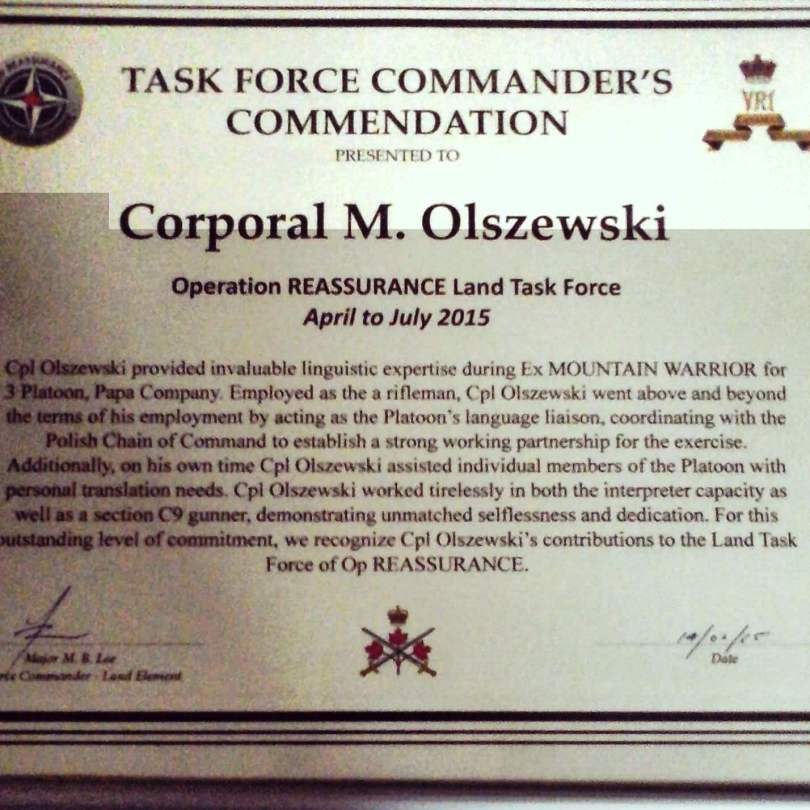 REASSURANCE
TASK FORCE COMMANDER'S
COMMENDATION
VRI
PRESENTED TO
Corporal M. Olszewski
Operation REASSURANCE Land Task Force
April to July 2015
Cpl Olszewski provided invaluable linguistic expertise during Ex MOUNTAIN WARRIOR for
3 Platoon, Papa Company. Employed as the a rifleman, Cpl Olszewski went above and beyond
the terms of his employment by acting as the Platoon's language liaison, coordinating with the
Polish Chain of Command to establish a strong working partnership for the exercise.
Additionally, on his own time Cpl Olszewski assisted individual members of the Platoon with
personal translation needs. Cpl Olszewski worked tirelessly in both the interpreter capacity as
well as a section C9 gunner, demonstrating unmatched selflessness and dedication. For this
outstanding level of commitment, we recognize Cpl Olszewski's contributions to the Land Task
Force of Op REASSURANCE.
Major M. B. Lee
Commander - Land Element
Date